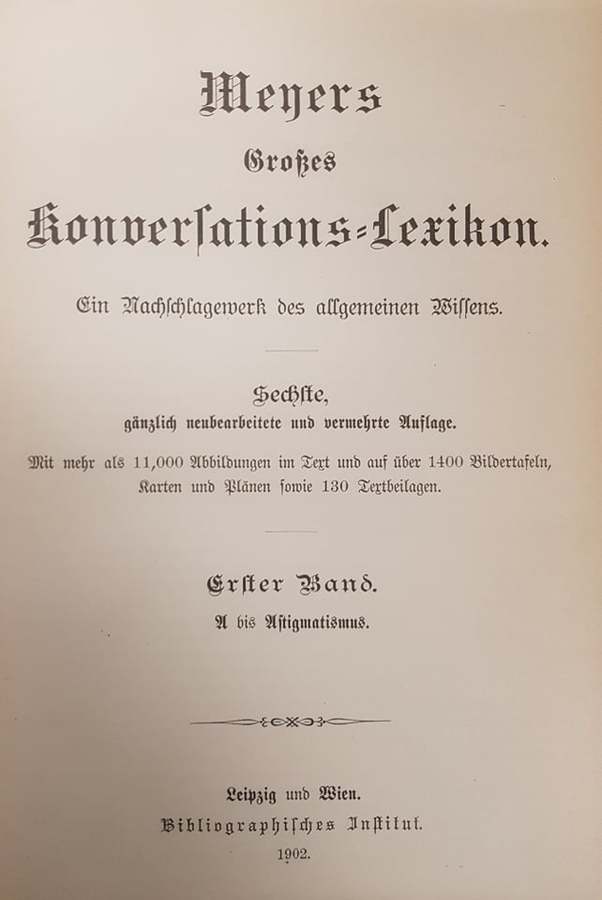 Meyers
Großes
Konverſations-Lexikon.
Ein Nachſchlagewerk des allgemeinen Wiſſens.
Sechſte,
gänzlich neubearbeitete und vermehrte Auflage.
Mit mehr als 11,000 Abbildungen im Text und auf über 1400 Bildertafeln,
Karten und Plänen ſowie 130 Textbeilagen.
Erſter Band.
A bis Aſtigmatismus.
Leipzig und Wien.
Bibliographiſches Inſtitut.
1902.